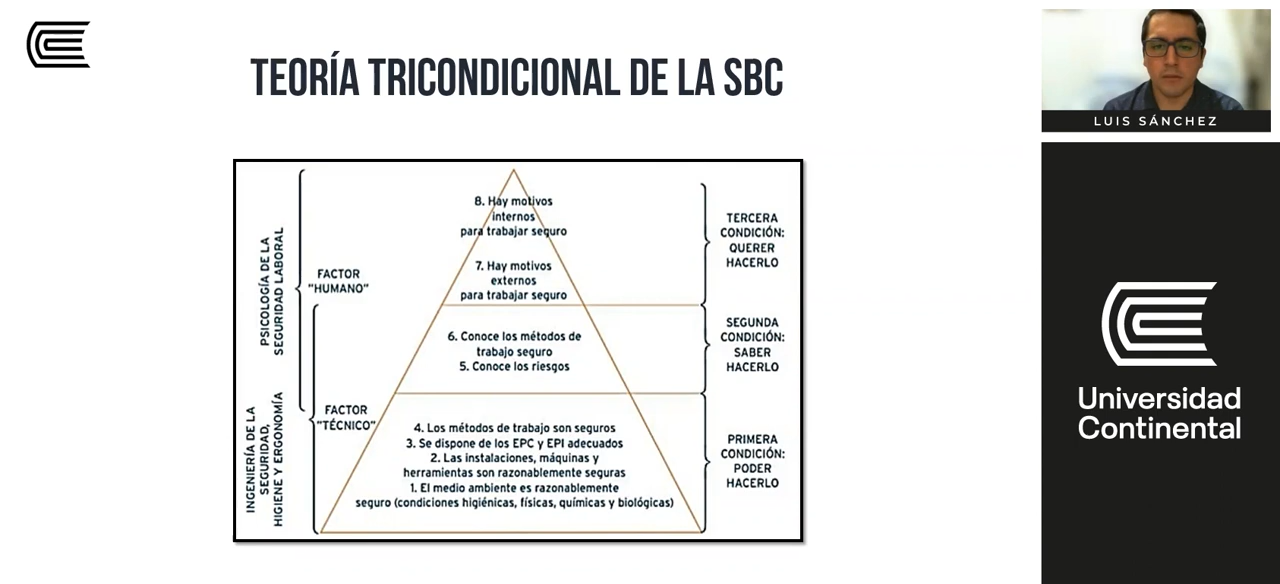 TEORÍA TRICONDICIONAL DE LA SBC
LUIS SÁNCHEZ
PSICOLOGÍA DE LA
SEGURIDAD LABORAL
INGENIERÍA DE LA
SEGURIDAD,
HIGIENE Y ERGONOMÍA
FACTOR
"HUMANO"
FACTOR
"TÉCNICO"
8. Hay motivos
internos
para trabajar seguro
7. Hay motivos
externos
para trabajar seguro
6. Conoce los métodos de
trabajo seguro
5. Conoce los riesgos
4. Los métodos de trabajo son seguros
3. Se dispone de los EPC y EPI adecuados
2. Las instalaciones, máquinas y
herramientas son razonablemente seguras
1. El medio ambiente es razonablemente
seguro (condiciones higiénicas, físicas, químicas y biológicas)
TERCERA
CONDICIÓN:
QUERER
HACERLO
SEGUNDA
CONDICIÓN:
SABER
HACERLO
PRIMERA
CONDICIÓN:
PODER
HACERLO
Universidad
Continental